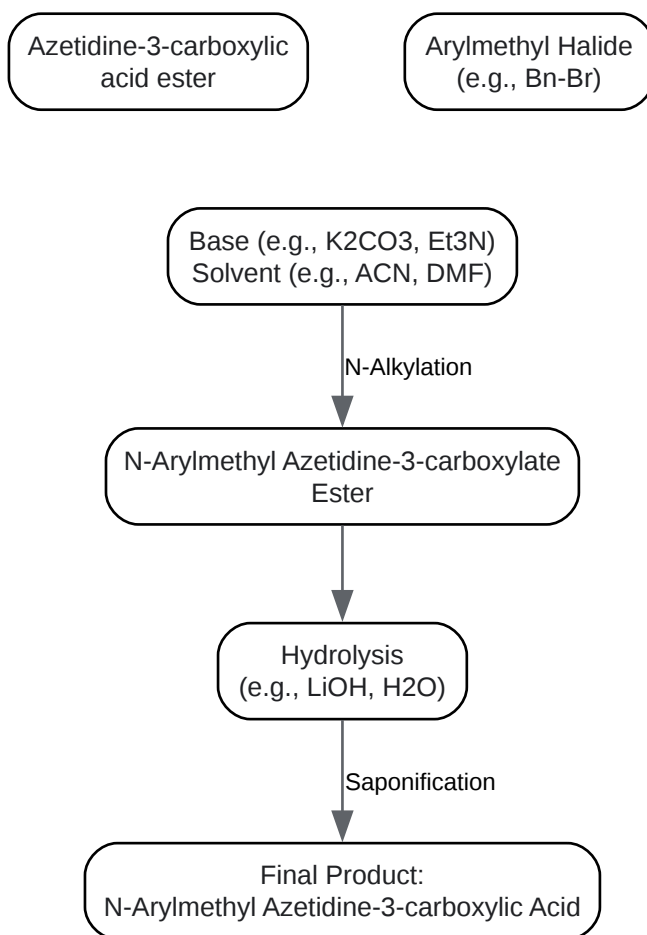 Azetidine-3-carboxylic
acid ester
Arylmethyl Halide
(e.g., Bn-Br)
Base (e.g., K2CO3, Et3N)
Solvent (e.g., ACN, DMF)
N-Alkylation
N-Arylmethyl Azetidine-3-carboxylate
Ester
Hydrolysis
(e.g., LiOH, H2O)
Saponification
Final Product:
N-Arylmethyl Azetidine-3-carboxylic Acid